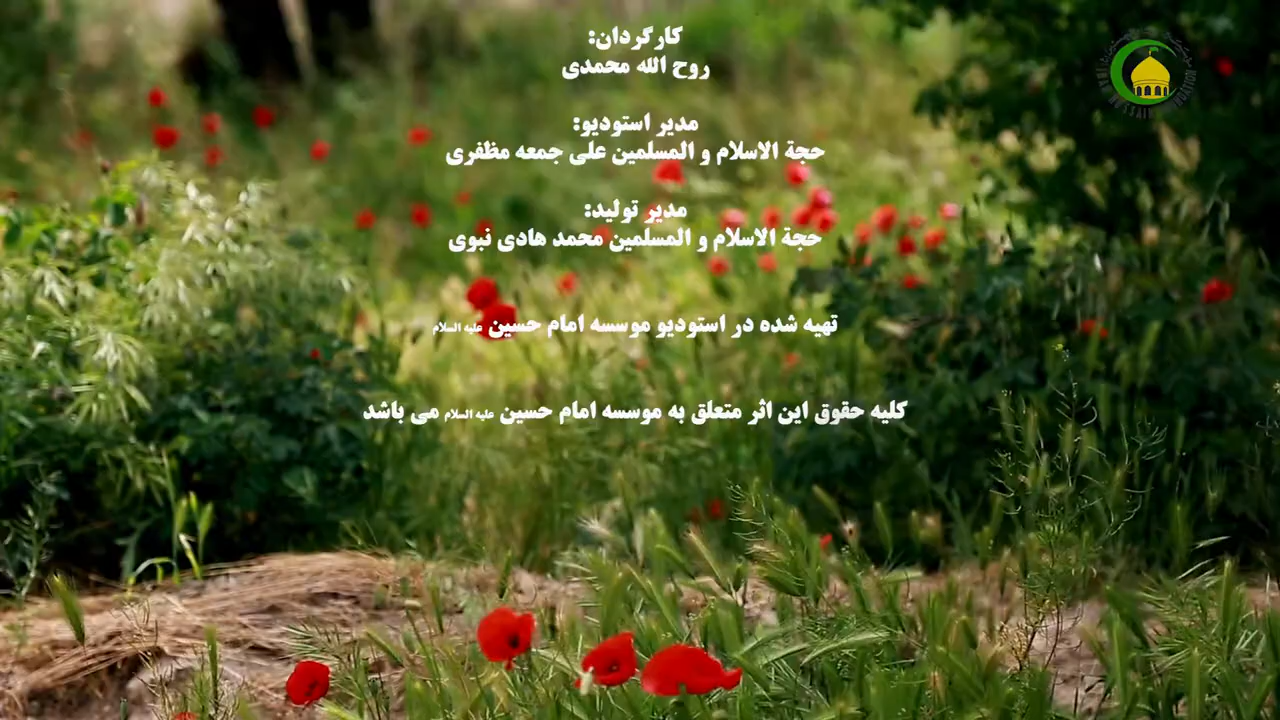 کارگردان:
روح الله محمدی
مدیر استودیو:
حجة الاسلام و المسلمین علی جمعه مظفری
مدیر تولید:
حجة الاسلام و المسلمین محمد هادی نبوی
تهیه شده در استودیو موسسه امام حسین علیه السلام
کلیه حقوق این اثر متعلق به موسسه امام حسین علیه السلام می باشد